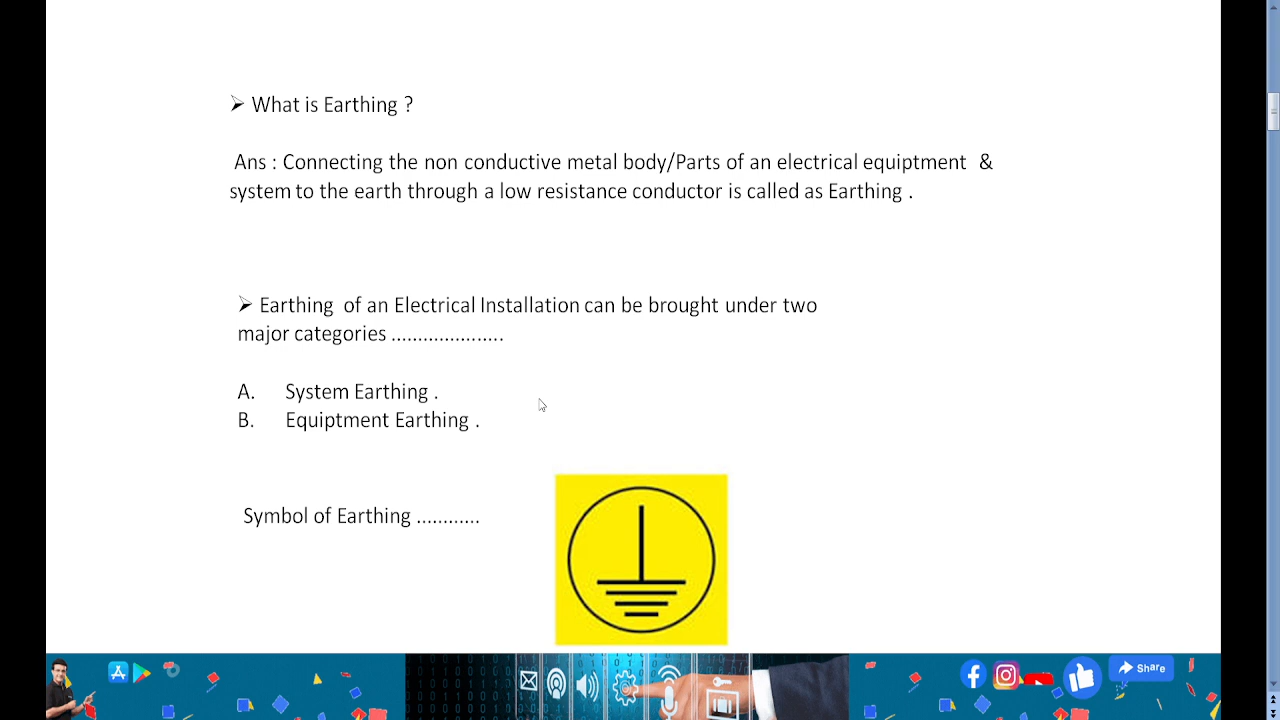 ➢ What is Earthing ?
Ans : Connecting the non conductive metal body/Parts of an electrical equiptment & 
system to the earth through a low resistance conductor is called as Earthing .
➢ Earthing of an Electrical Installation can be brought under two
major categories .....................
A. System Earthing .
B. Equiptment Earthing .
Symbol of Earthing ............
Share